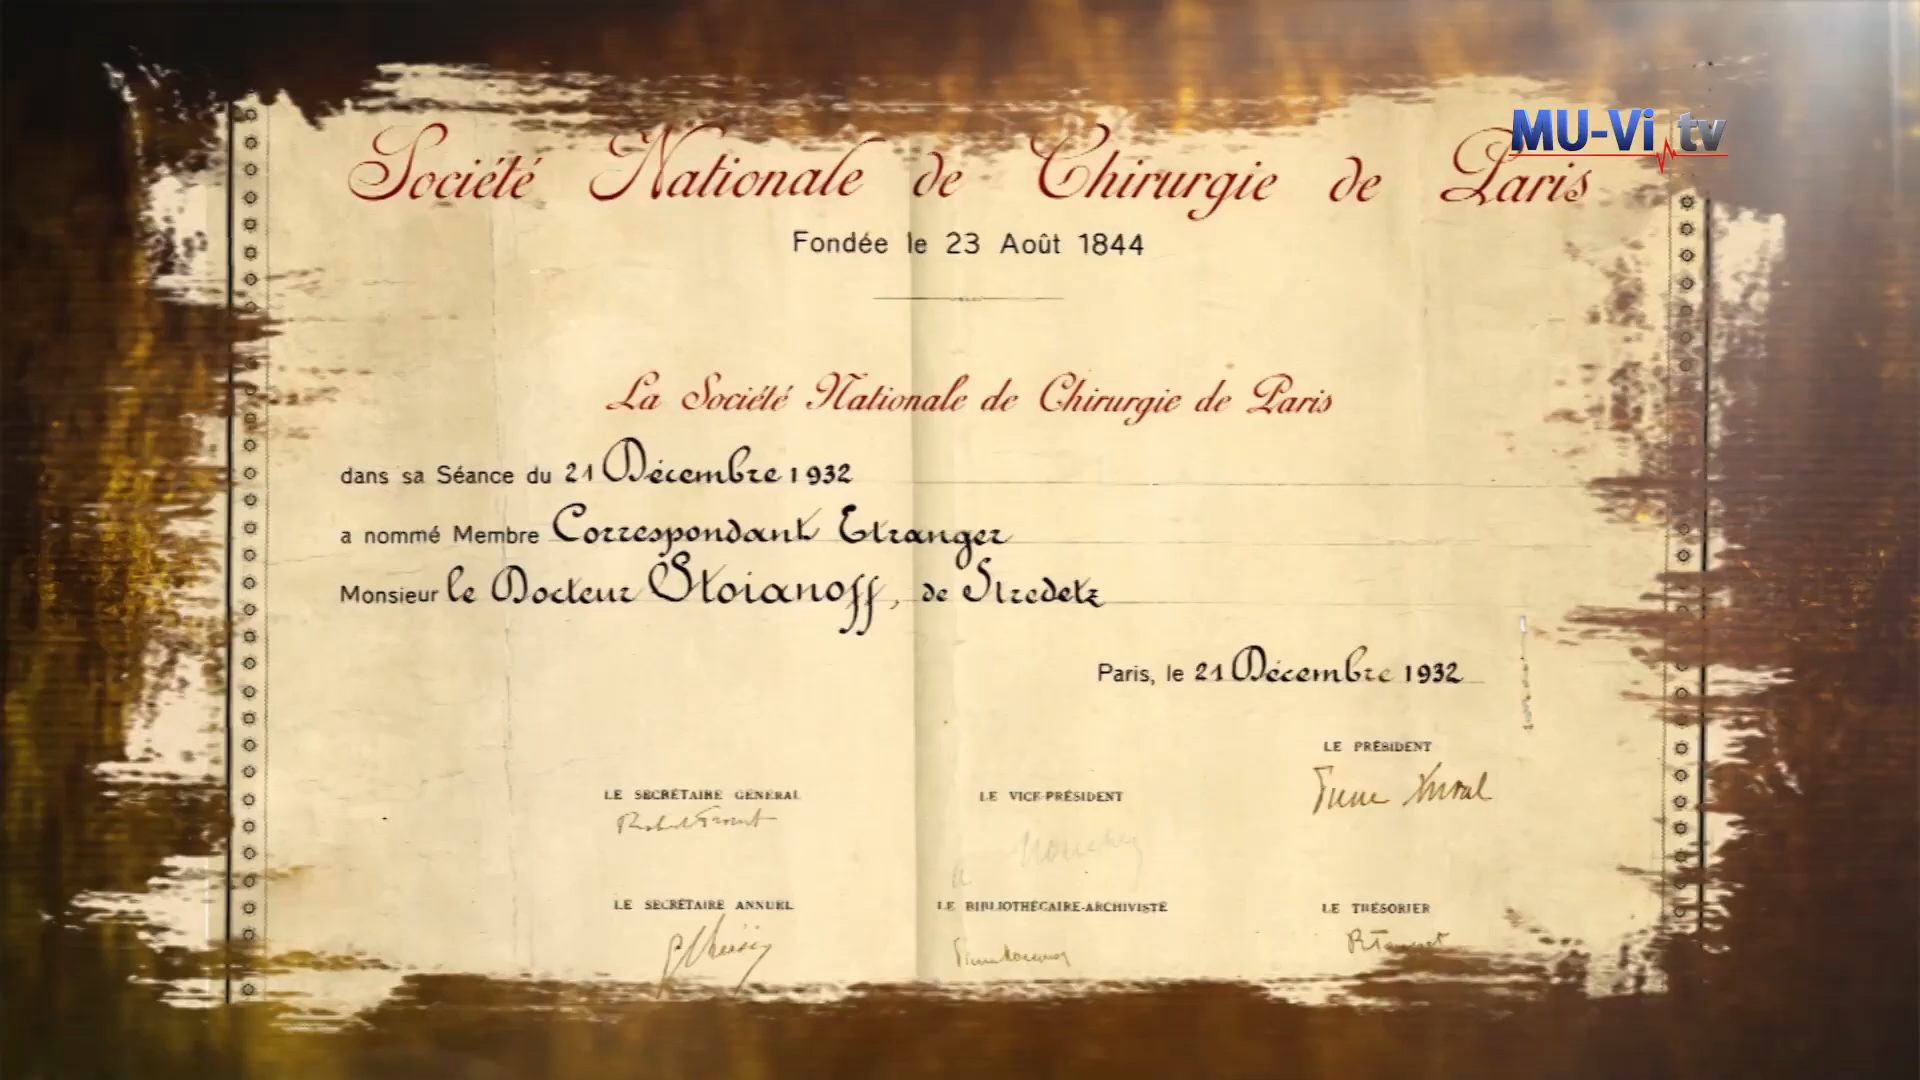 MU-Vi.tv
Société Nationale de Chirurgie de Paris
Fondée le 23 Août 1844
La Société Nationale de Chirurgie de Paris
dans sa Séance du 21 Décembre 1932
a nommé Membre Correspondant Etranger
Monsieur le Docteur Stoianoff, de Stredetz
Paris, le 21 Décembre 1932
LE PRÉSIDENT
LE SECRÉTAIRE GÉNÉRAL
LE VICE-PRÉSIDENT
LE SECRÉTAIRE ANNUEL
LE BIBLIOTHÉCAIRE-ARCHIVISTE
LE TRÉSORIER